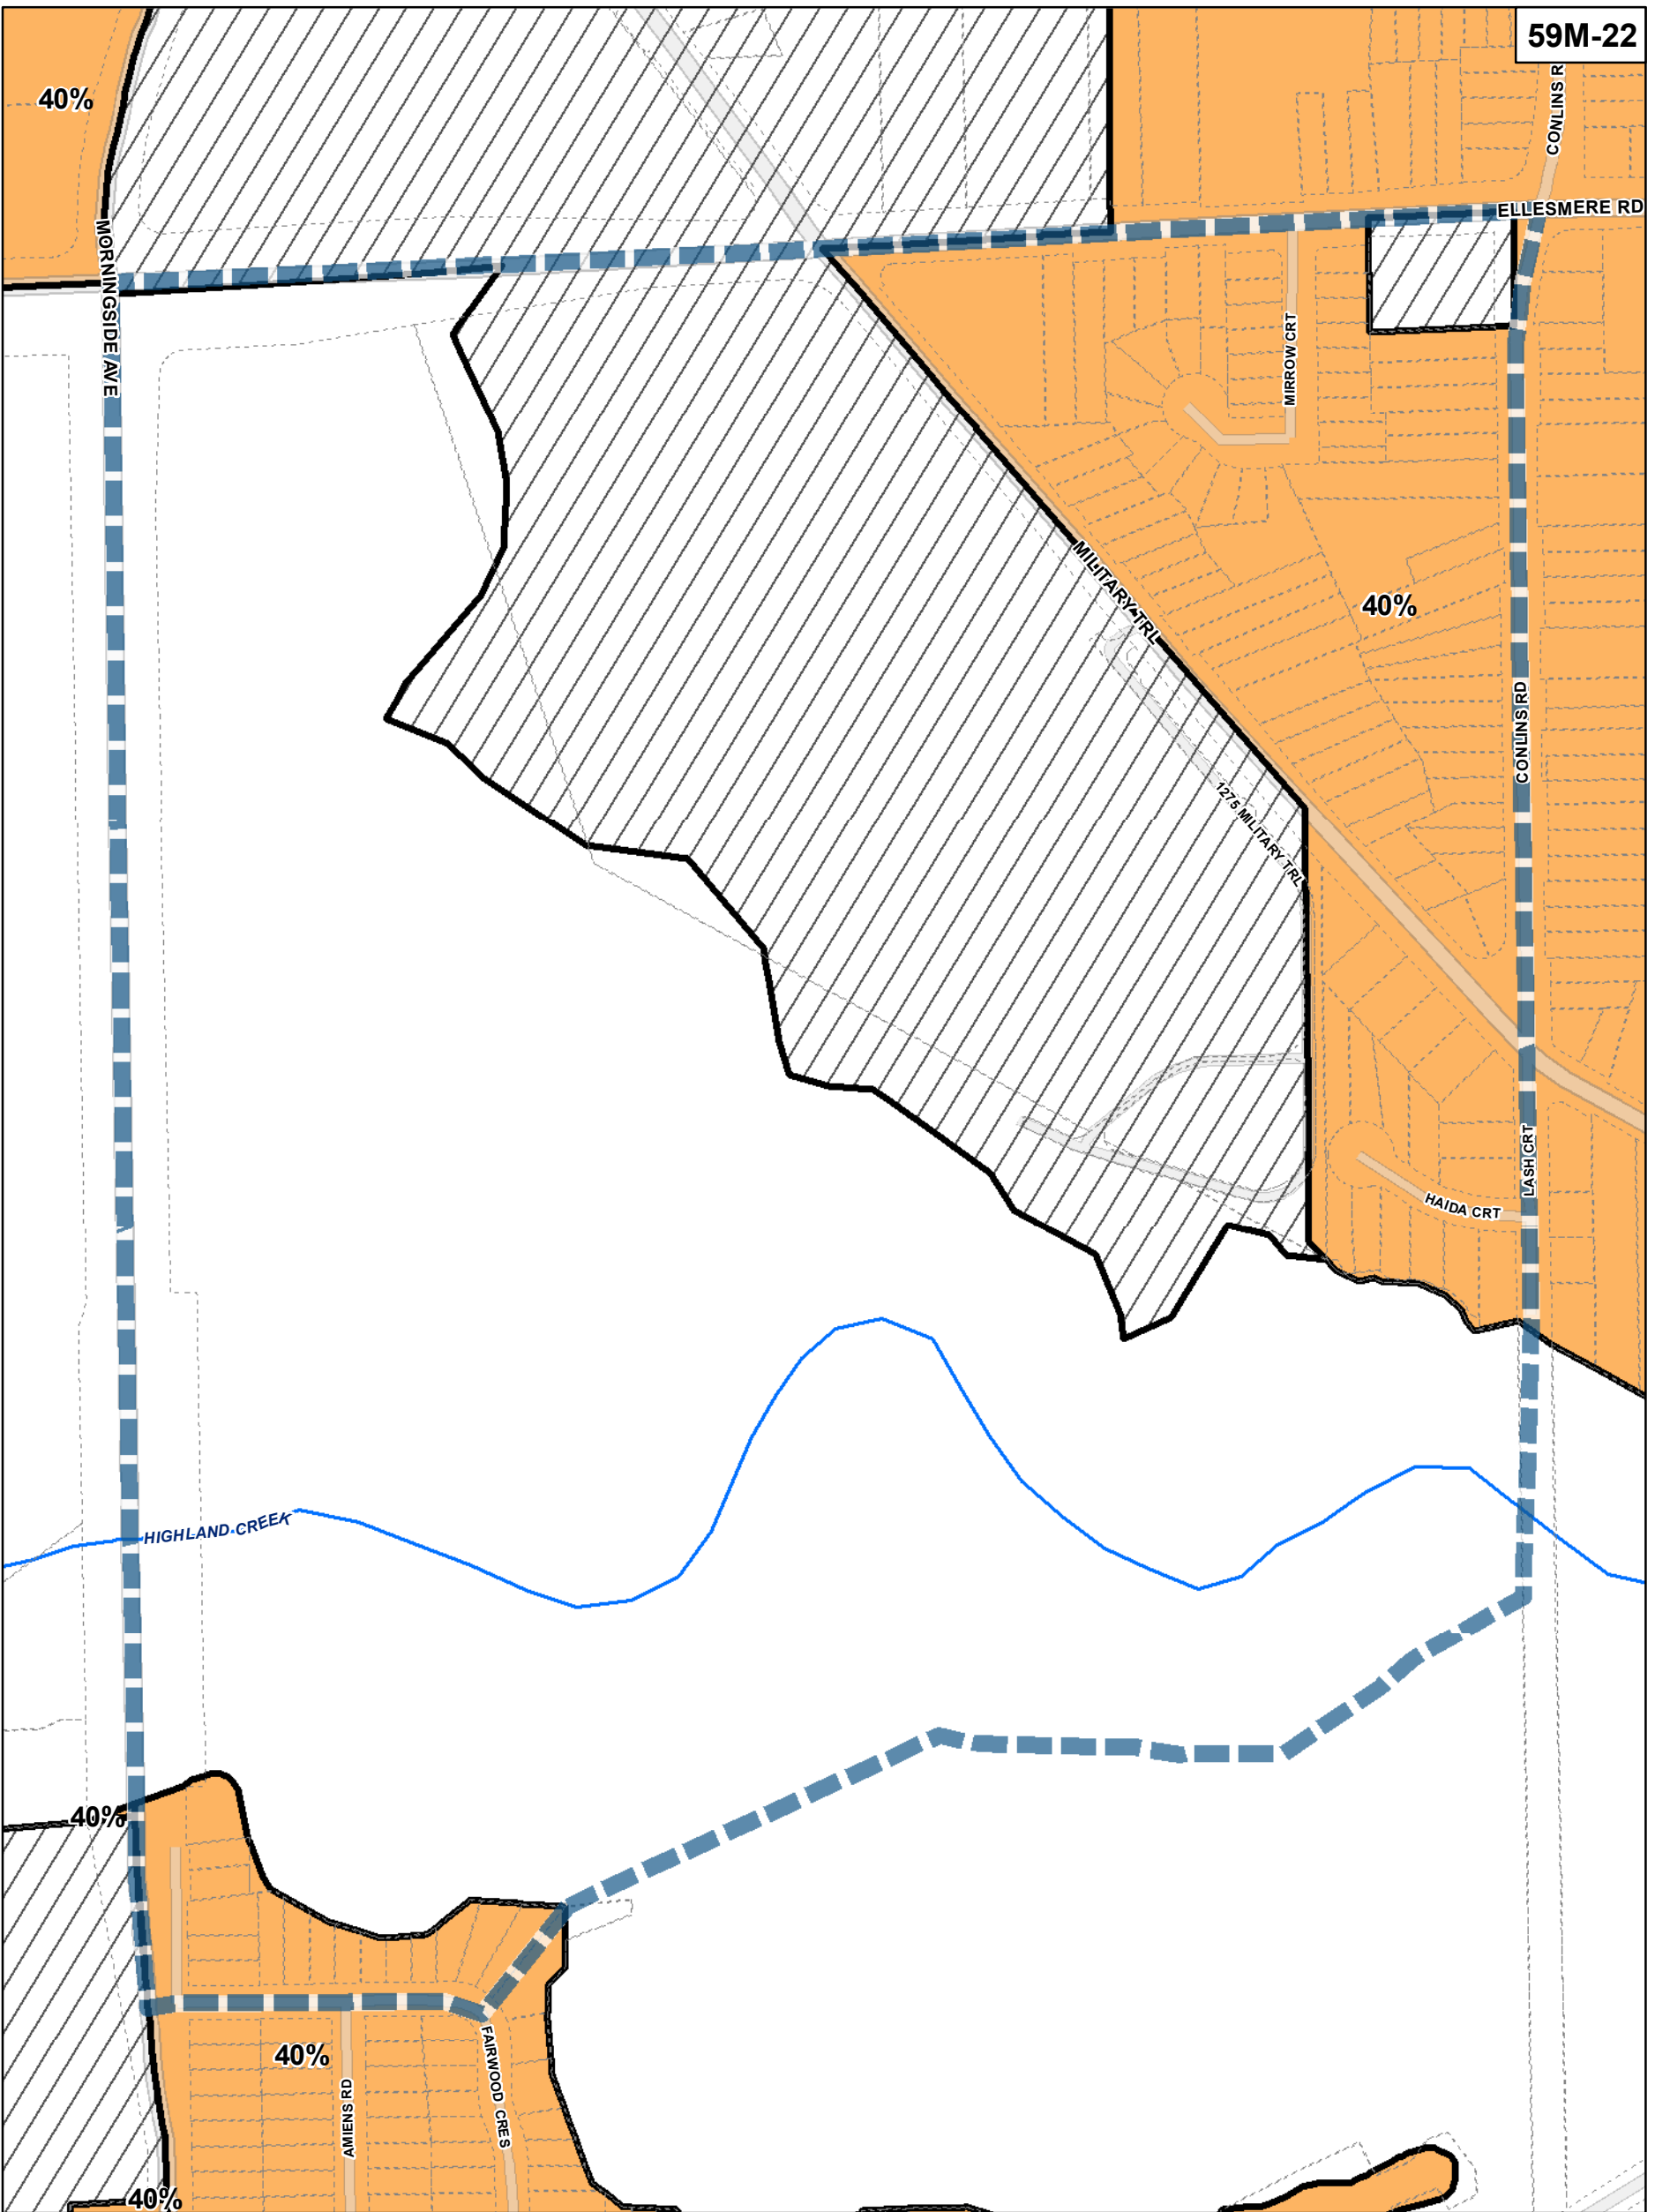 59M-22
CONLINS R
40%
ELLESMERE RD
MORNINGSIDE AVE
MIRROW CRT
MILITARY TRL
40%
CONLINS RD
1275 MILITARY TRL
LASH CRT
HAIDA CRT
HIGHLAND CREEK
40%
40%
FAIRWOOD CRES
AMIENS RD
40%